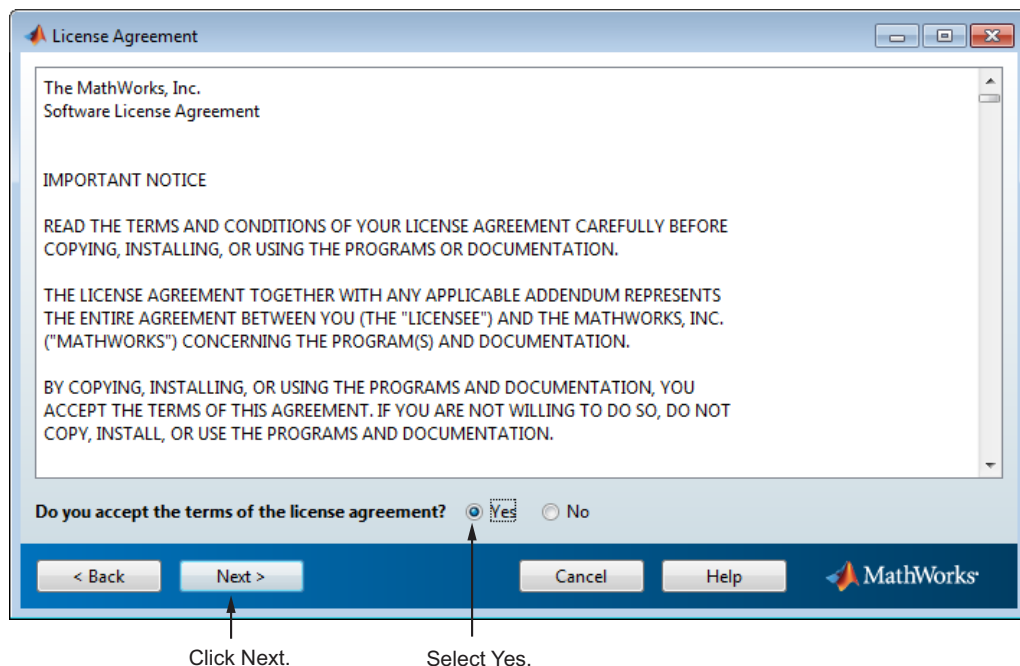 License Agreement
The MathWorks, Inc.
Software License Agreement
IMPORTANT NOTICE
READ THE TERMS AND CONDITIONS OF YOUR LICENSE AGREEMENT CAREFULLY BEFORE
COPYING, INSTALLING, OR USING THE PROGRAMS OR DOCUMENTATION.
THE LICENSE AGREEMENT TOGETHER WITH ANY APPLICABLE ADDENDUM REPRESENTS
THE ENTIRE AGREEMENT BETWEEN YOU (THE "LICENSEE") AND THE MATHWORKS, INC.
("MATHWORKS") CONCERNING THE PROGRAM(S) AND DOCUMENTATION.
BY COPYING, INSTALLING, OR USING THE PROGRAMS AND DOCUMENTATION, YOU
ACCEPT THE TERMS OF THIS AGREEMENT. IF YOU ARE NOT WILLING TO DO SO, DO NOT
COPY, INSTALL, OR USE THE PROGRAMS AND DOCUMENTATION.
Do you accept the terms of the license agreement? Yes No
< Back Next > Cancel Help MathWorks®
Click Next. Select Yes.